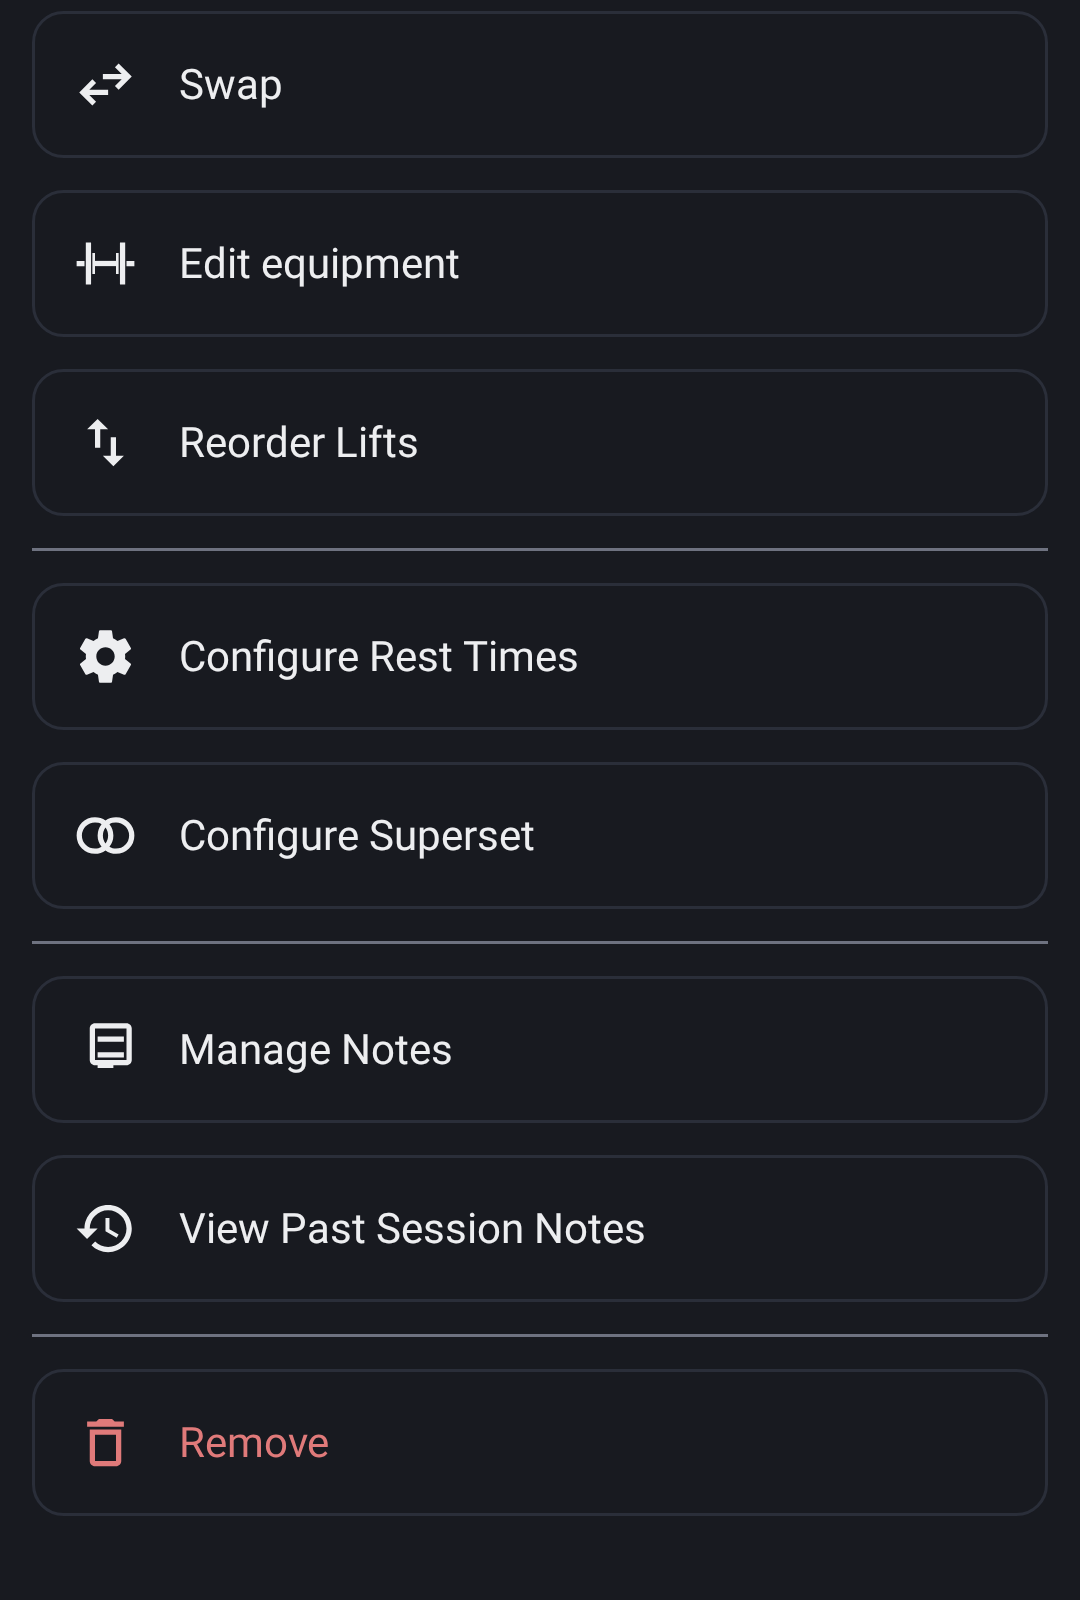 Swap
Edit equipment
Reorder Lifts
Configure Rest Times
Configure Superset
Manage Notes
View Past Session Notes
Remove